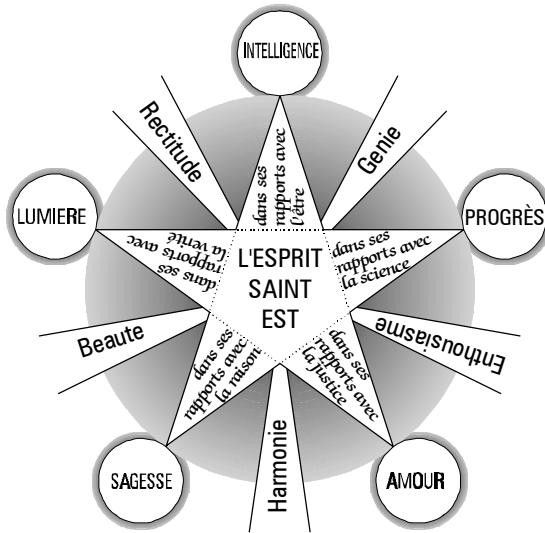 INTELLIGENCE
Rectitude
Genie
dans ses
rapports avec
l'être
LUMIERE
PROGRÈS
dans ses
rapports avec
la vérité
L'ESPRIT
SAINT
EST
dans ses
rapports avec
la science
Beaute
Enthousiasme
dans ses
rapports avec
la raison
dans ses
rapports avec
la justice
SAGESSE
Harmonie
AMOUR